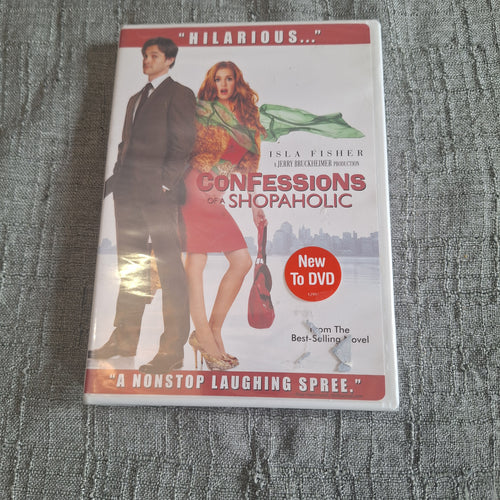 "HILARIOUS..."
ISLA FISHER
A JERRY BRUCKHEIMER PRODUCTION
CONFESSIONS
OF A SHOPAHOLIC
New
To DVD
From The
Best-Selling Novel
"A NONSTOP LAUGHING SPREE."